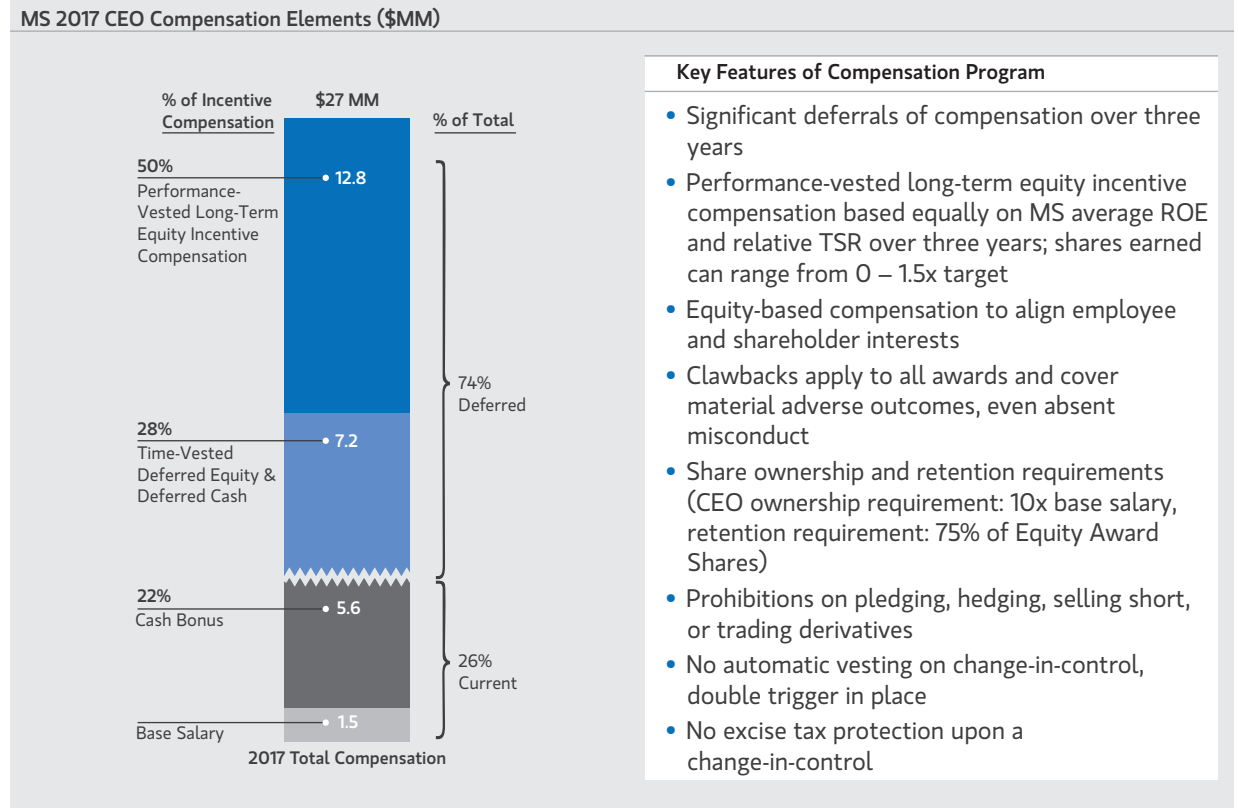 MS 2017 CEO Compensation Elements ($MM)
% of Incentive
Compensation
$27 MM
% of Total
50%
Performance-
Vested Long-Term
Equity Incentive
Compensation
12.8
28%
Time-Vested
Deferred Equity &
Deferred Cash
7.2
74%
Deferred
22%
Cash Bonus
5.6
26%
Current
Base Salary
1.5
2017 Total Compensation
Key Features of Compensation Program
• Significant deferrals of compensation over three
years
• Performance-vested long-term equity incentive
compensation based equally on MS average ROE
and relative TSR over three years; shares earned
can range from 0 – 1.5x target
• Equity-based compensation to align employee
and shareholder interests
• Clawbacks apply to all awards and cover
material adverse outcomes, even absent
misconduct
• Share ownership and retention requirements
(CEO ownership requirement: 10x base salary,
retention requirement: 75% of Equity Award
Shares)
• Prohibitions on pledging, hedging, selling short,
or trading derivatives
• No automatic vesting on change-in-control,
double trigger in place
• No excise tax protection upon a
change-in-control